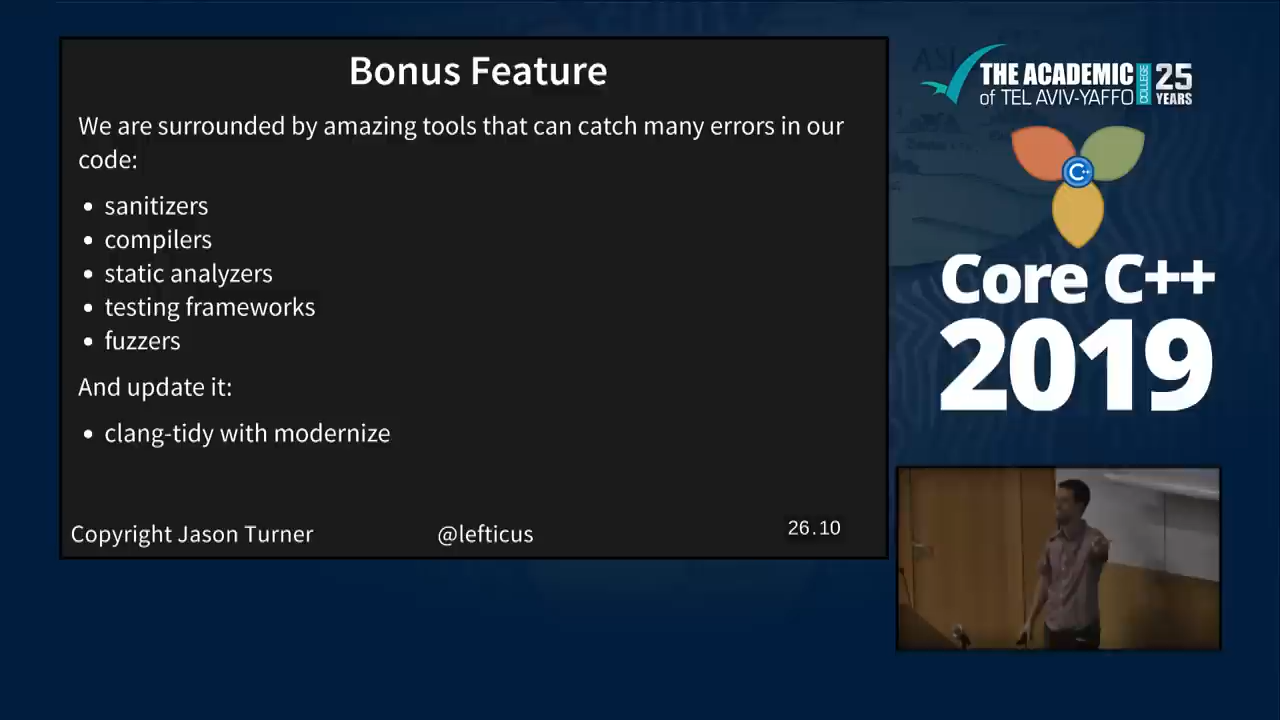 Bonus Feature
We are surrounded by amazing tools that can catch many errors in our
code:
• sanitizers
• compilers
• static analyzers
• testing frameworks
• fuzzers
And update it:
• clang-tidy with modernize
Copyright Jason Turner
@lefticus
26.10
THE ACADEMIC
of TEL AVIV-YAFFO
COLLEGE
25
YEARS
C++
Core C++
2019